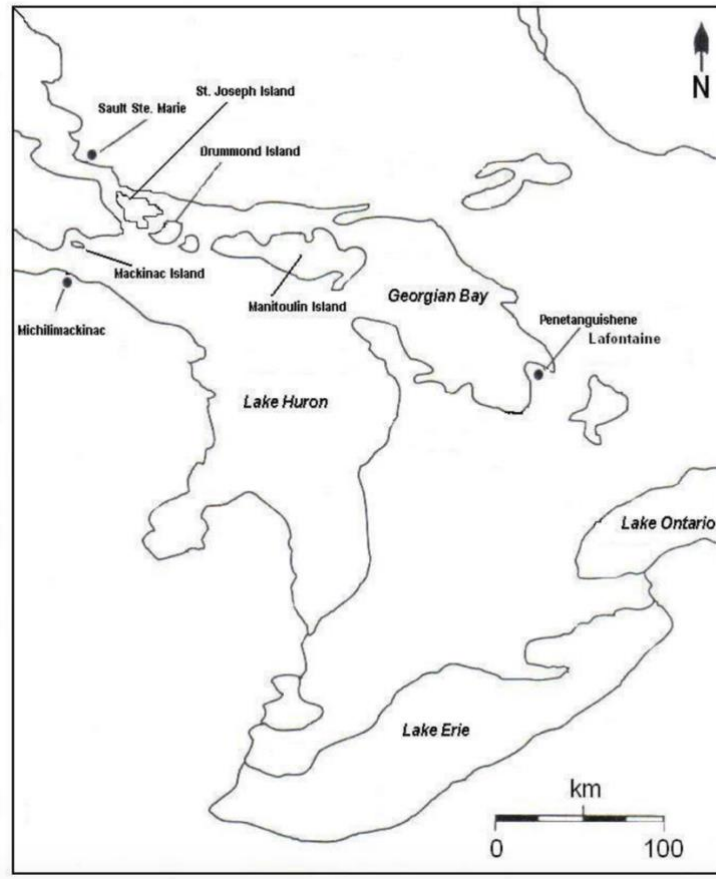 N
St. Joseph Island
Sault Ste. Marie
Drummond Island
Mackinac Island
Manitoulin Island
Georgian Bay
Michilimackinac
Penetanguishene
Lafontaine
Lake Huron
Lake Ontario
Lake Erie
km
0 100